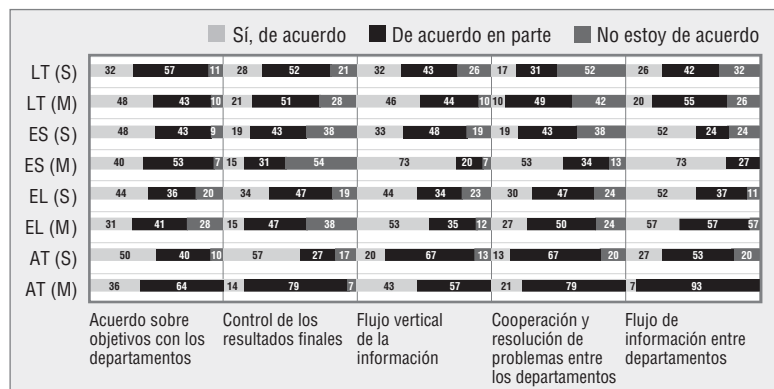 Sí, de acuerdo De acuerdo en parte No estoy de acuerdo
LT (S) 32 57 11 28 52 21 32 43 26 17 31 52 26 42 32
LT (M) 48 43 10 21 51 28 46 44 10 10 49 42 20 55 26
ES (S) 48 43 9 19 43 38 33 48 19 19 43 38 52 24 24
ES (M) 40 53 7 15 31 54 73 20 7 53 34 13 73 27
EL (S) 44 36 20 34 47 19 44 34 23 30 47 24 52 37 11
EL (M) 31 41 28 15 47 38 53 35 12 27 50 24 57 57 57
AT (S) 50 40 10 57 27 17 20 67 13 13 67 20 27 53 20
AT (M) 36 64 14 79 7 43 57 21 79 7 93
Acuerdo sobre
objetivos con los
departamentos
Control de los
resultados finales
Flujo vertical
de la
información
Cooperación y
resolución de
problemas entre
los departamentos
Flujo de
información entre
departamentos